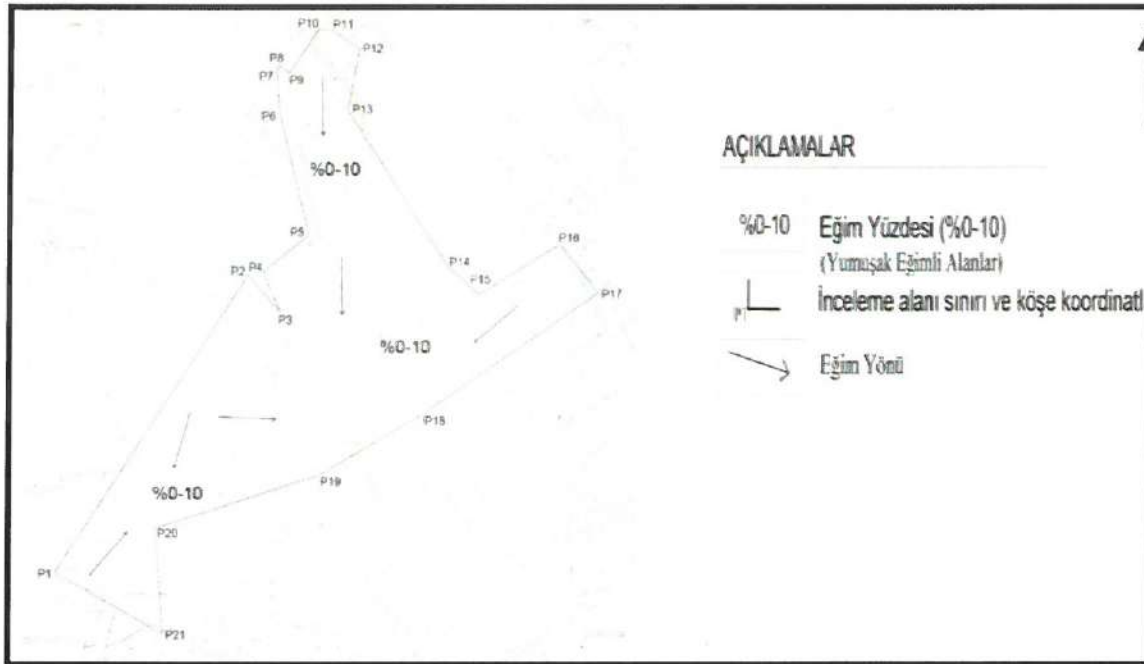 P10 P11
P12
P8
P7 P9
P6 P13
%0-10
P5
P2 P4
P3
P14
P15
P16
P17
%0-10
P18
P19
%0-10
P20
P1
P21
AÇIKLAMALAR
%0-10 Eğim Yüzdesi (%0-10)
(Yumuşak Eğimli Alanlar)
İnceleme alanı sınırı ve köşe koordinatl
Eğim Yönü